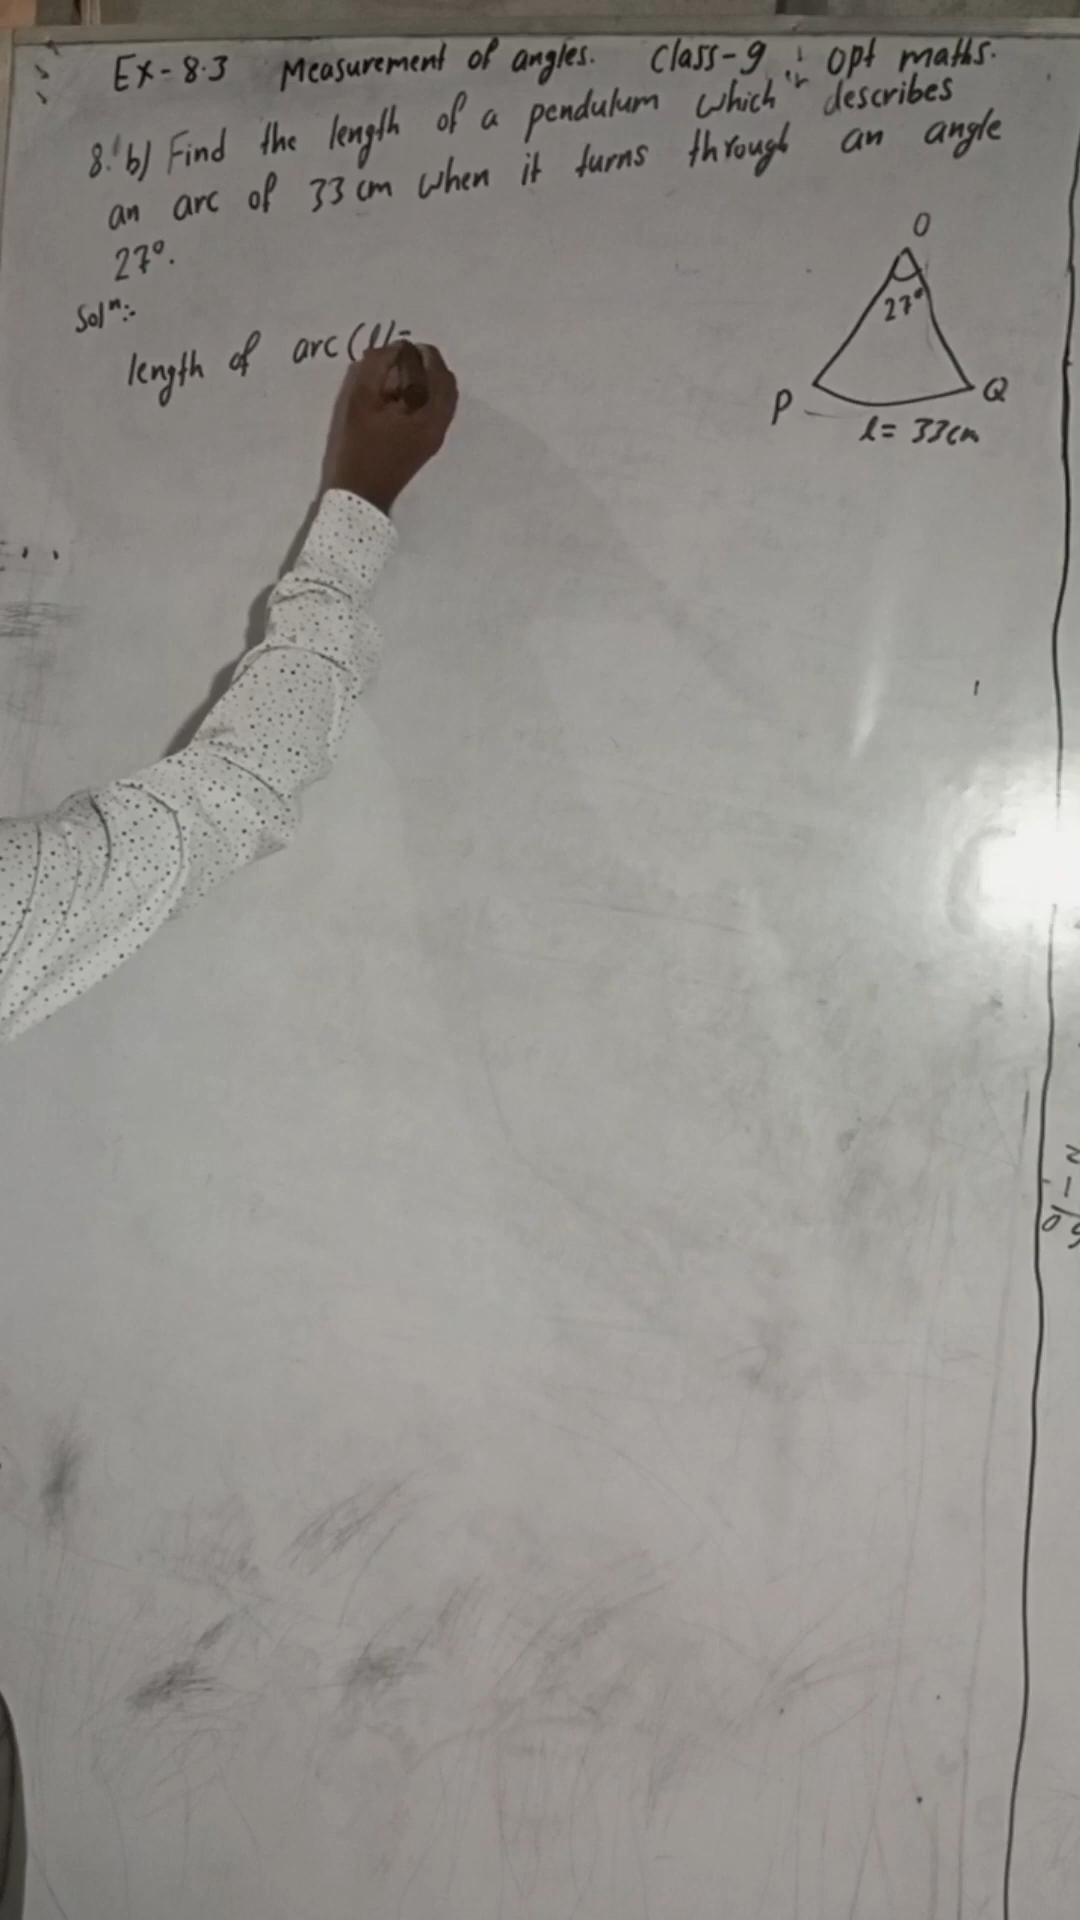 Ex-8.3 Measurement of angles. Class-9 : opt maths.
8. b) Find the length of a pendulum which describes
an arc of 33 cm when it turns through an angle
27°.
Solⁿ:-
length of arc (l)=
O
27°
P
Q
l= 33cm